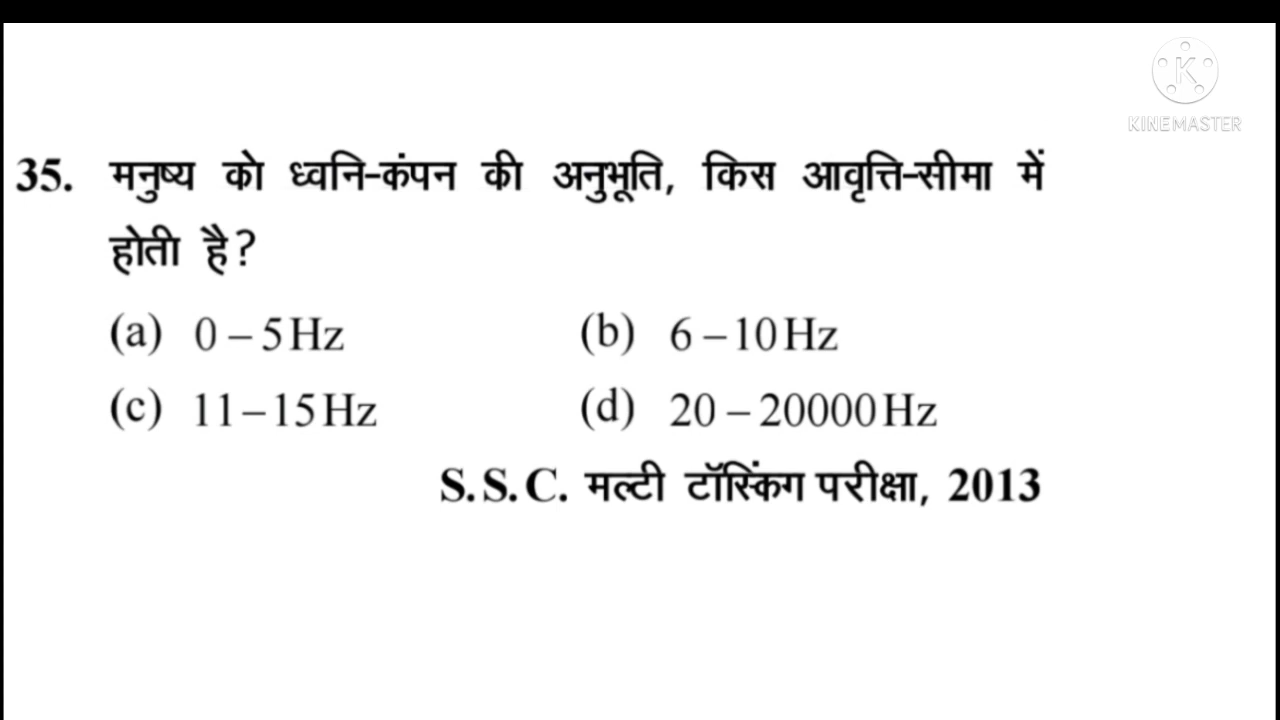 KINEMASTER
35. मनुष्य को ध्वनि-कंपन की अनुभूति, किस आवृत्ति-सीमा में
होती है?
(a) 0 – 5 Hz (b) 6 – 10 Hz
(c) 11 – 15 Hz (d) 20 – 20000 Hz
S.S.C. मल्टी टॉस्किंग परीक्षा, 2013